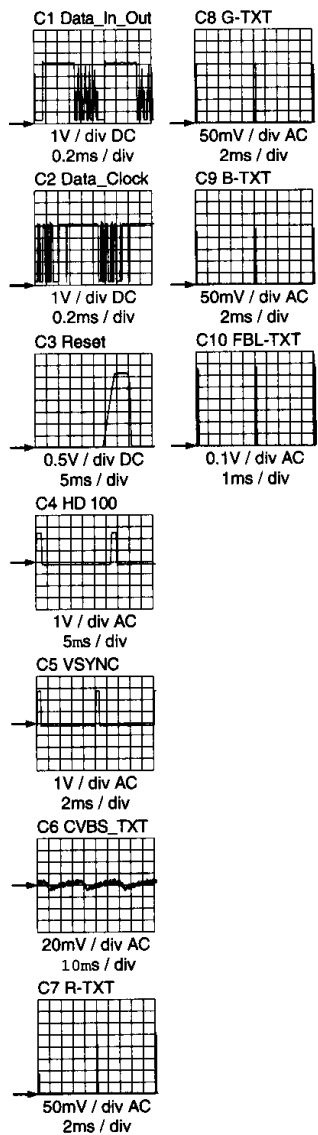 C1 Data_In_Out
1V / div DC
0.2ms / div
C2 Data_Clock
1V / div DC
0.2ms / div
C3 Reset
0.5V / div DC
5ms / div
C4 HD 100
1V / div AC
5ms / div
C5 VSYNC
1V / div AC
2ms / div
C6 CVBS_TXT
20mV / div AC
10ms / div
C7 R-TXT
50mV / div AC
2ms / div
C8 G-TXT
50mV / div AC
2ms / div
C9 B-TXT
50mV / div AC
2ms / div
C10 FBL-TXT
0.1V / div AC
1ms / div